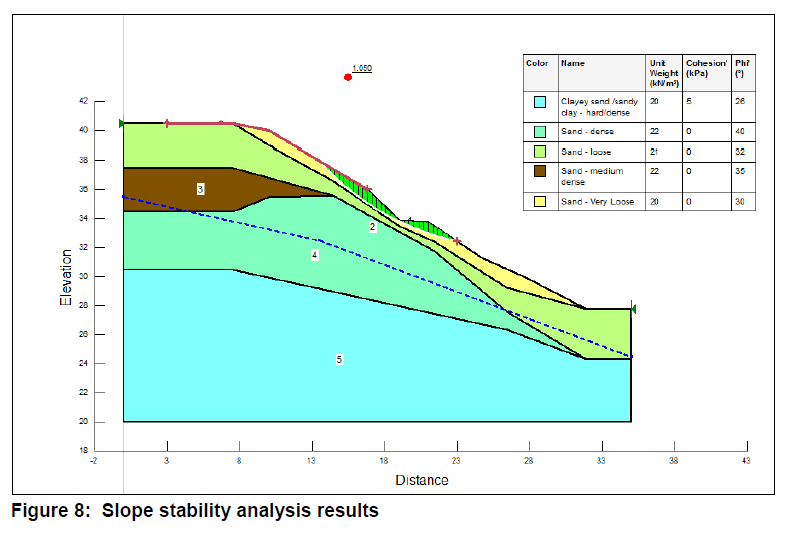 1.050
Color Name Unit Weight (kN/m³) Cohesion' (kPa) Phi' (°)
Clayey sand /sandy clay - hard/dense 20 5 26
Sand - dense 22 0 40
Sand - loose 21 0 32
Sand - medium dense 22 0 35
Sand - Very Loose 20 0 30
42
40
38
36
34
32
30
28
26
24
22
20
18
Elevation
3
1
2
4
5
-2 3 8 13 18 23 28 33 38 43
Distance
Figure 8: Slope stability analysis results